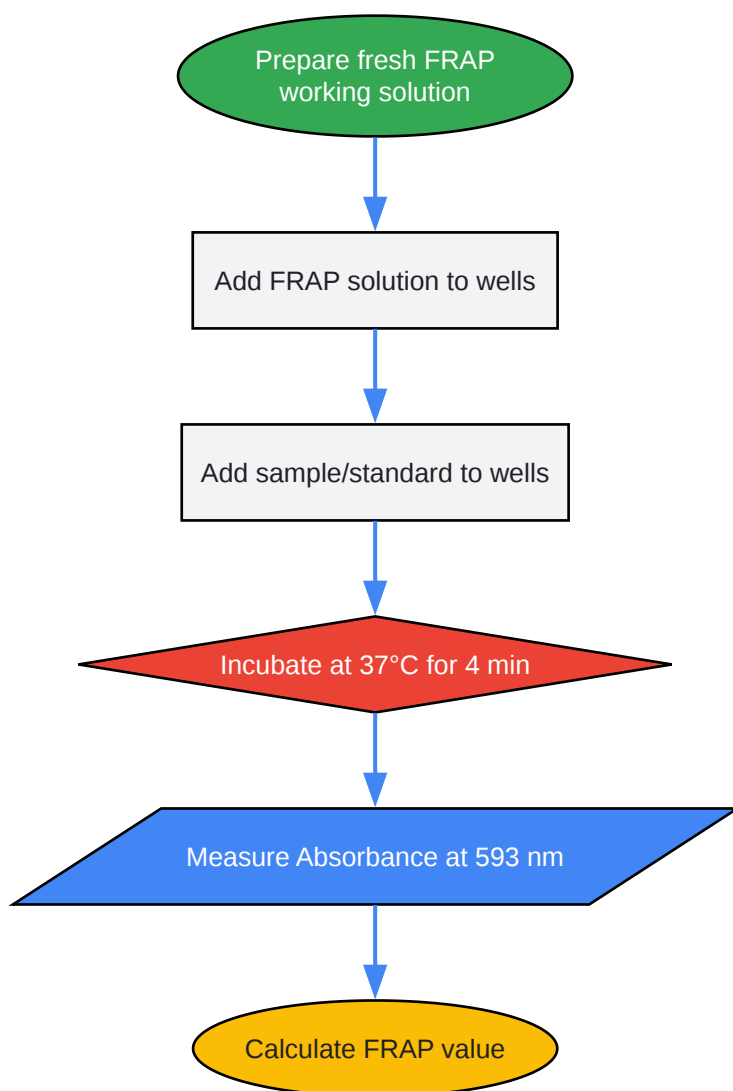 Prepare fresh FRAP
working solution
Add FRAP solution to wells
Add sample/standard to wells
Incubate at 37°C for 4 min
Measure Absorbance at 593 nm
Calculate FRAP value